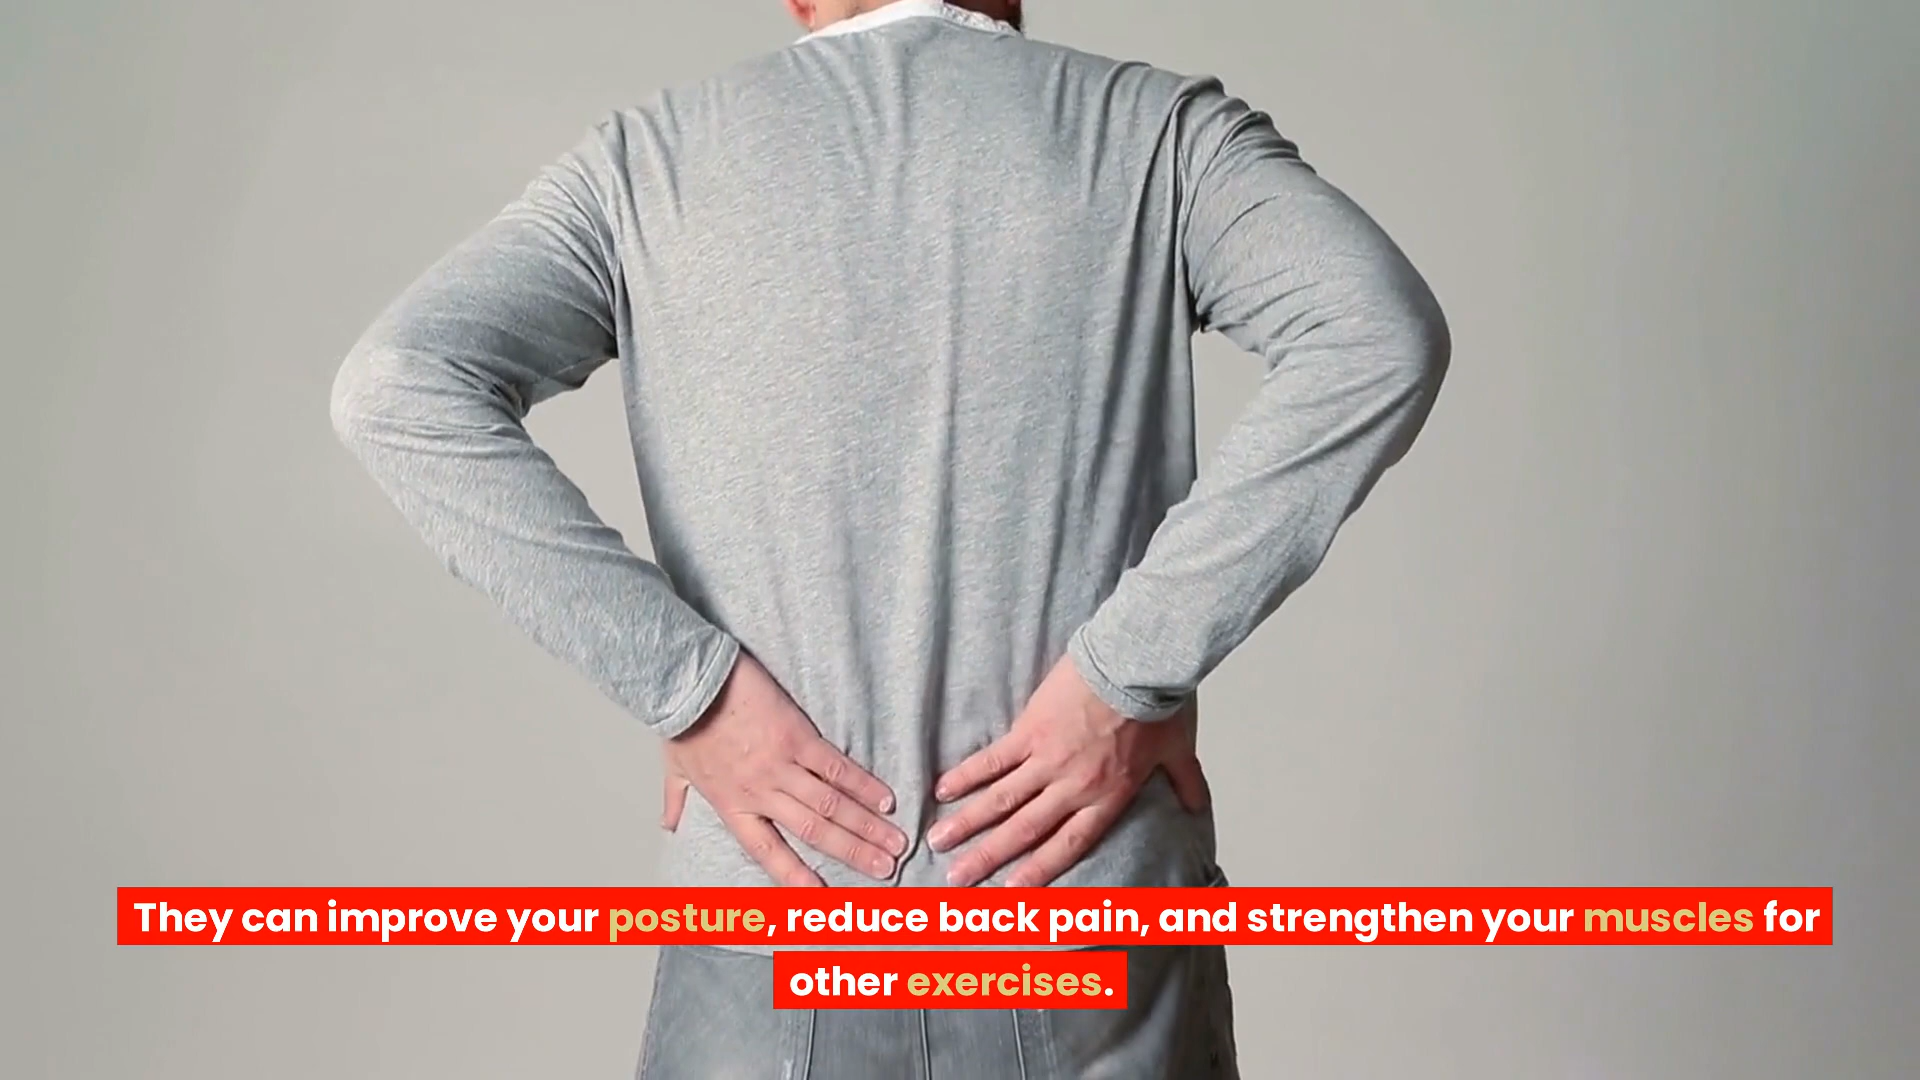 They can improve your posture, reduce back pain, and strengthen your muscles for
other exercises.